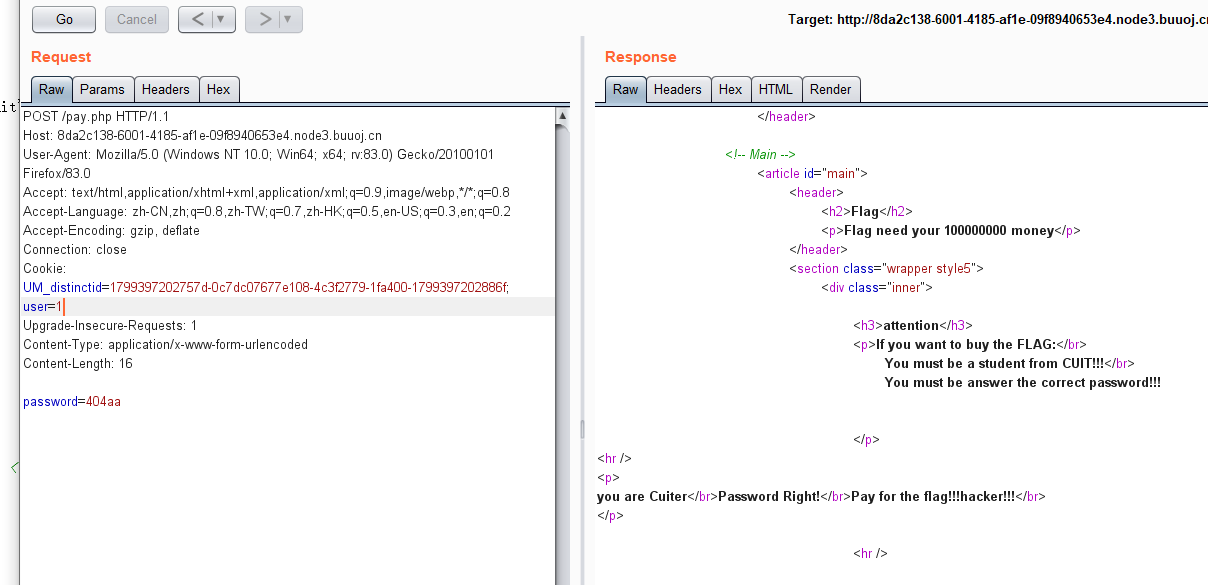 Go
Cancel
<
▼
>
▼
Target: http://8da2c138-6001-4185-af1e-09f8940653e4.node3.buuoj.c
Request
Raw
Params
Headers
Hex
POST /pay.php HTTP/1.1
Host: 8da2c138-6001-4185-af1e-09f8940653e4.node3.buuoj.cn
User-Agent: Mozilla/5.0 (Windows NT 10.0; Win64; x64; rv:83.0) Gecko/20100101
Firefox/83.0
Accept: text/html,application/xhtml+xml,application/xml;q=0.9,image/webp,*/*;q=0.8
Accept-Language: zh-CN,zh;q=0.8,zh-TW;q=0.7,zh-HK;q=0.5,en-US;q=0.3,en;q=0.2
Accept-Encoding: gzip, deflate
Connection: close
Cookie:
UM_distinctid=1799397202757d-0c7dc07677e108-4c3f2779-1fa400-1799397202886f;
user=1
Upgrade-Insecure-Requests: 1
Content-Type: application/x-www-form-urlencoded
Content-Length: 16
password=404aa
Response
Raw
Headers
Hex
HTML
Render
</header>
<!-- Main -->
<article id="main">
<header>
<h2>Flag</h2>
<p>Flag need your 100000000 money</p>
</header>
<section class="wrapper style5">
<div class="inner">
<h3>attention</h3>
<p>If you want to buy the FLAG:</br>
You must be a student from CUIT!!!</br>
You must be answer the correct password!!!
</p>
<hr />
<p>
you are Cuiter</br>Password Right!</br>Pay for the flag!!!hacker!!!</br>
</p>
<hr />